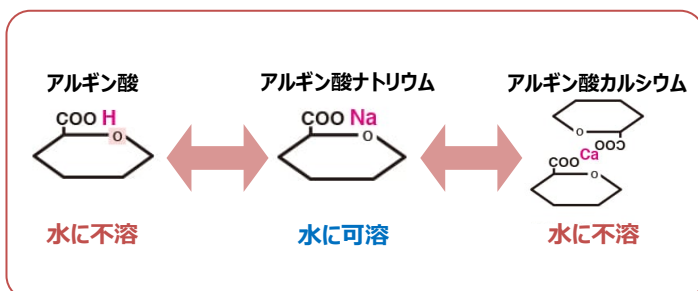 アルギン酸
アルギン酸ナトリウム
アルギン酸カルシウム
COO H
O
COO Na
O
O
COO
Ca
COO
O
水に不溶
水に可溶
水に不溶